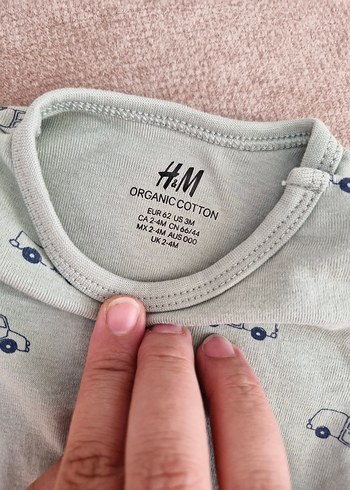 H&M
ORGANIC COTTON
EUR 62 US 3M
CA 2-4M CN 66/44
MX 2-4M AUS 000
UK 2-4M